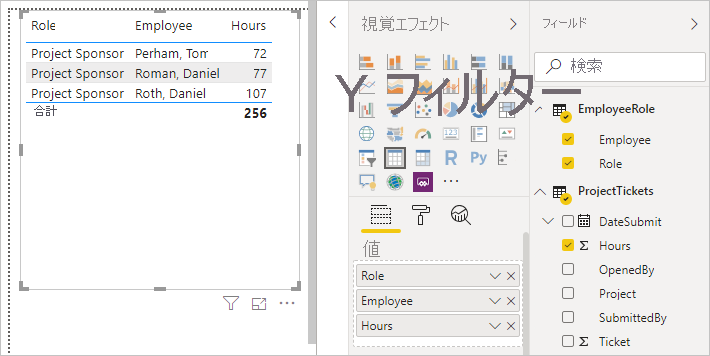 Role Employee Hours
Project Sponsor Perham, Tom 72
Project Sponsor Roman, Daniel 77
Project Sponsor Roth, Daniel 107
合計 256
視覚エフェクト
Y フィルター
R Py
値
Role
Employee
Hours
フィールド
検索
EmployeeRole
Employee
Role
ProjectTickets
DateSubmit
Σ Hours
OpenedBy
Project
SubmittedBy
Σ Ticket